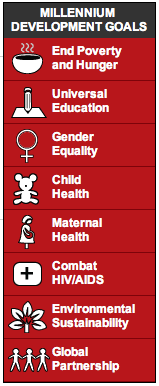 MILLENNIUM
DEVELOPMENT GOALS
End Poverty
and Hunger
Universal
Education
Gender
Equality
Child
Health
Maternal
Health
Combat
HIV/AIDS
Environmental
Sustainability
Global
Partnership